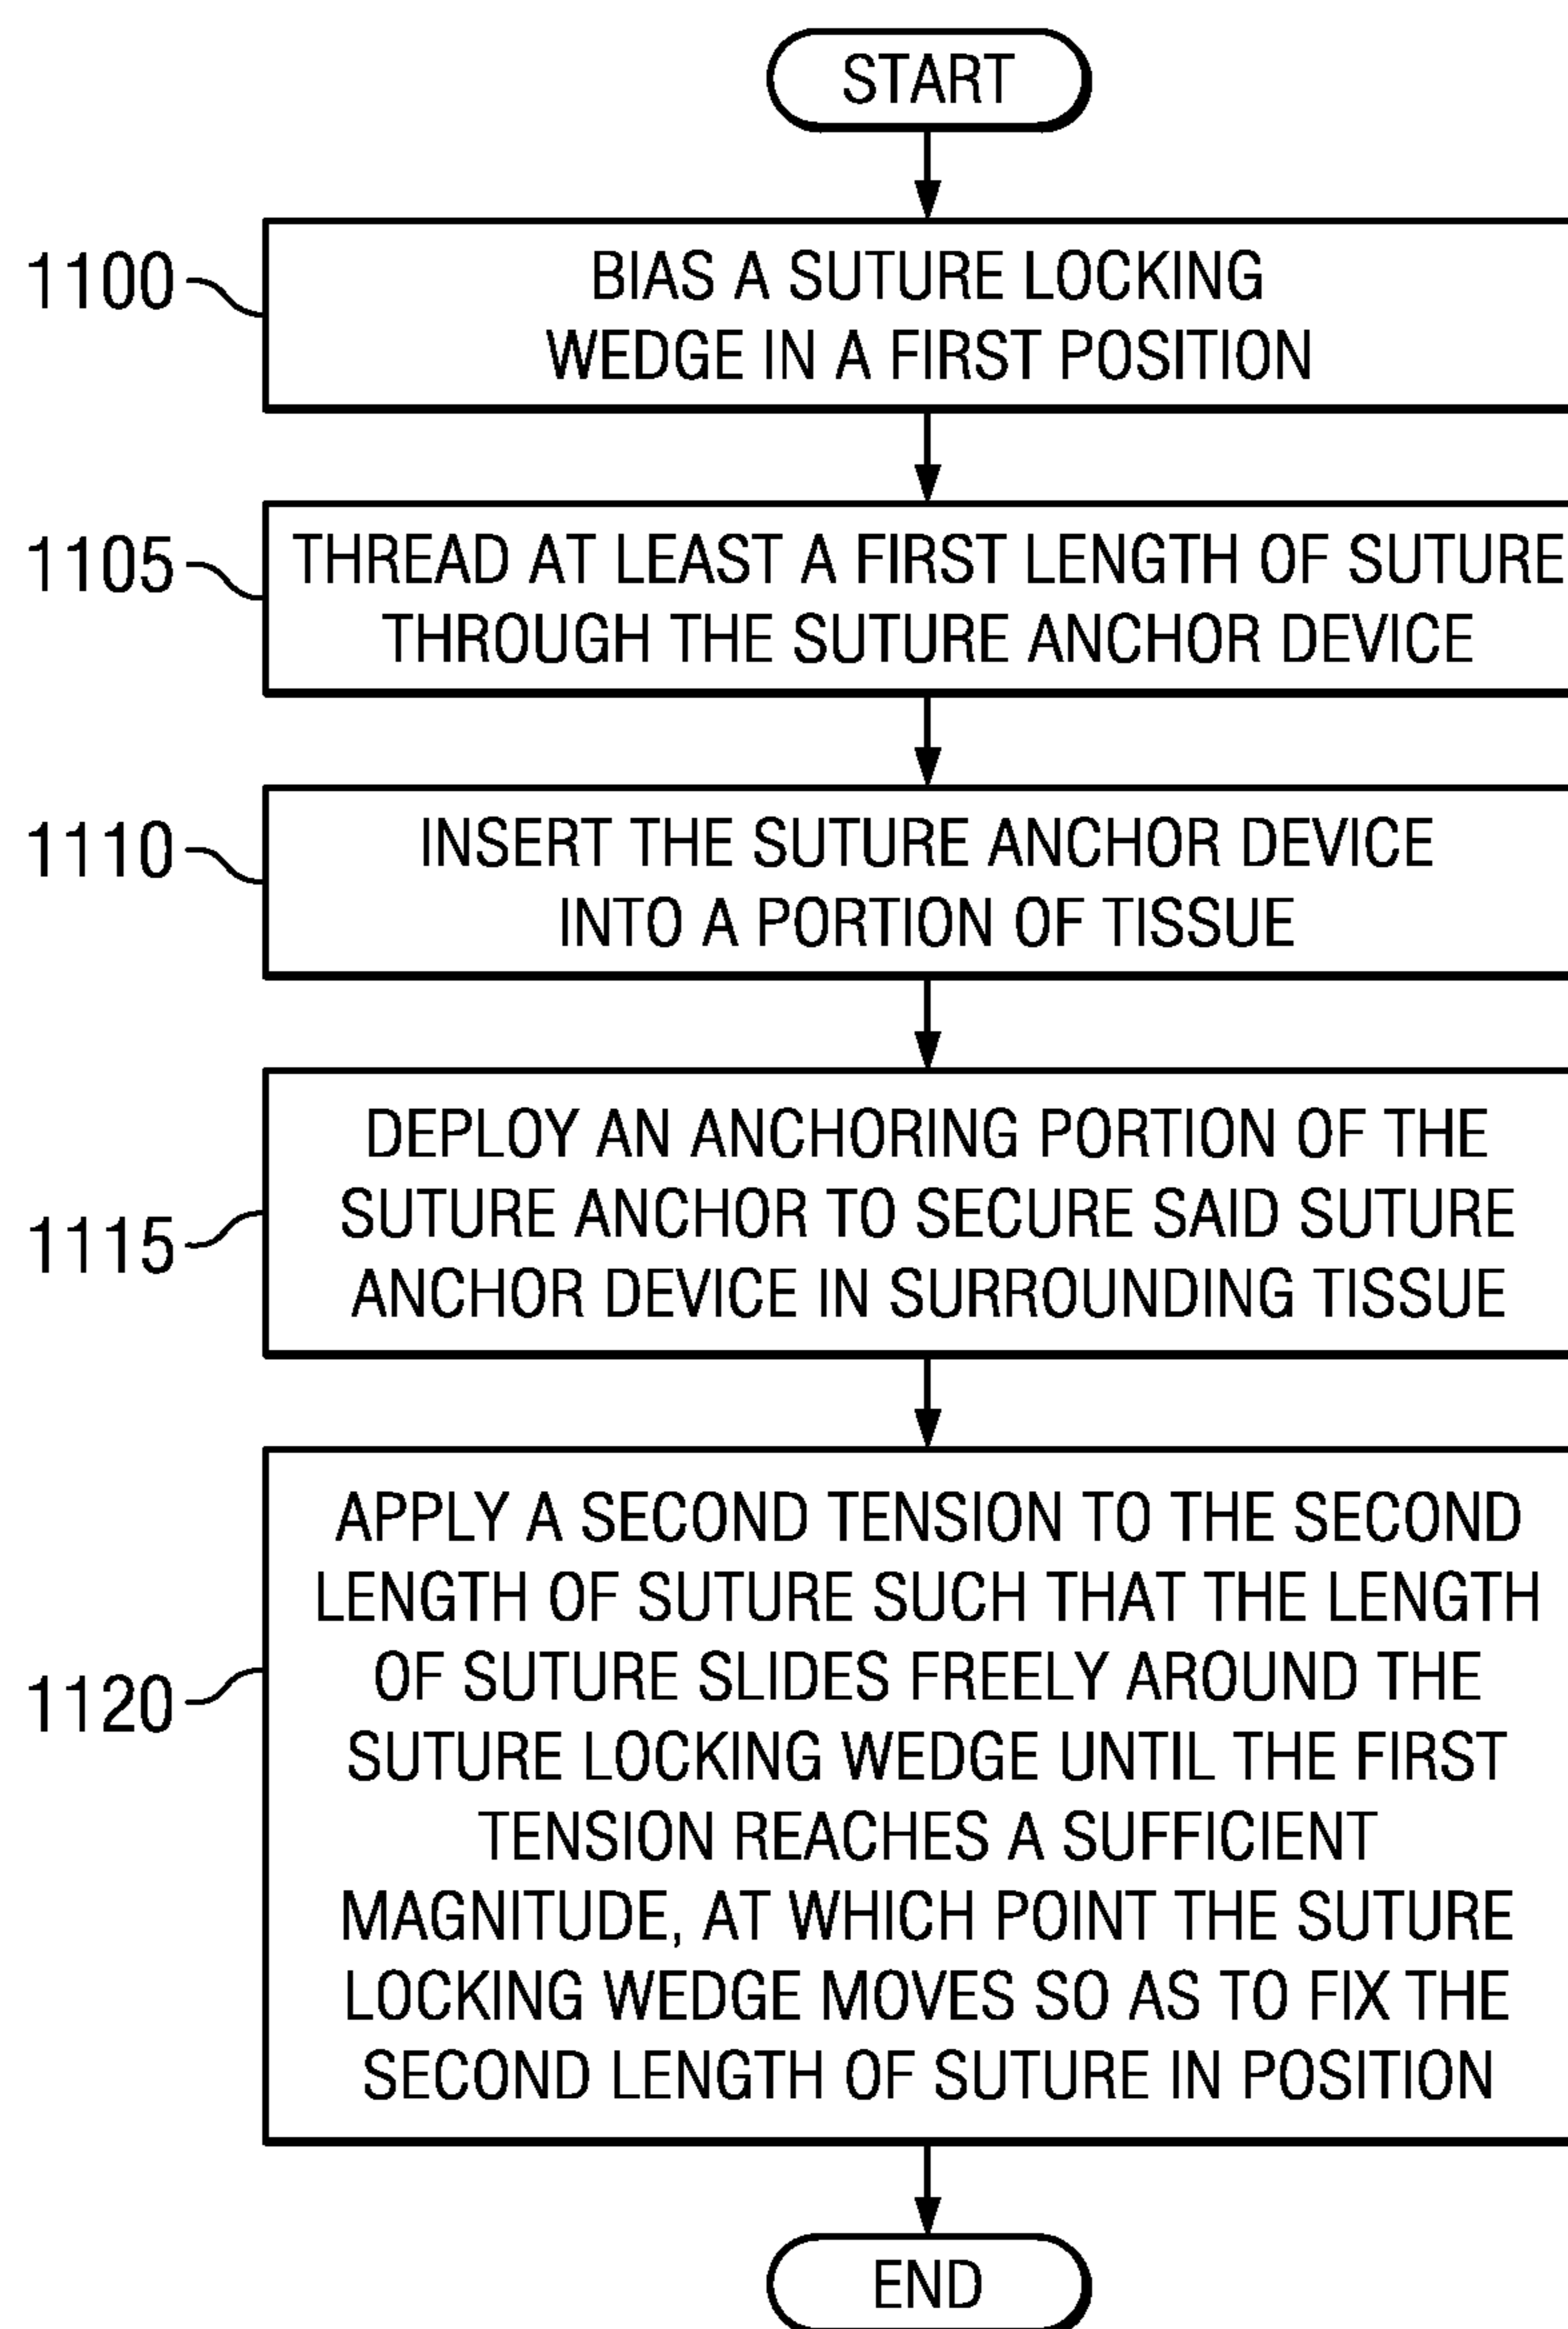 START
1100
BIAS A SUTURE LOCKING
WEDGE IN A FIRST POSITION
1105
THREAD AT LEAST A FIRST LENGTH OF SUTURE
THROUGH THE SUTURE ANCHOR DEVICE
1110
INSERT THE SUTURE ANCHOR DEVICE
INTO A PORTION OF TISSUE
1115
DEPLOY AN ANCHORING PORTION OF THE
SUTURE ANCHOR TO SECURE SAID SUTURE
ANCHOR DEVICE IN SURROUNDING TISSUE
1120
APPLY A SECOND TENSION TO THE SECOND
LENGTH OF SUTURE SUCH THAT THE LENGTH
OF SUTURE SLIDES FREELY AROUND THE
SUTURE LOCKING WEDGE UNTIL THE FIRST
TENSION REACHES A SUFFICIENT
MAGNITUDE, AT WHICH POINT THE SUTURE
LOCKING WEDGE MOVES SO AS TO FIX THE
SECOND LENGTH OF SUTURE IN POSITION
END